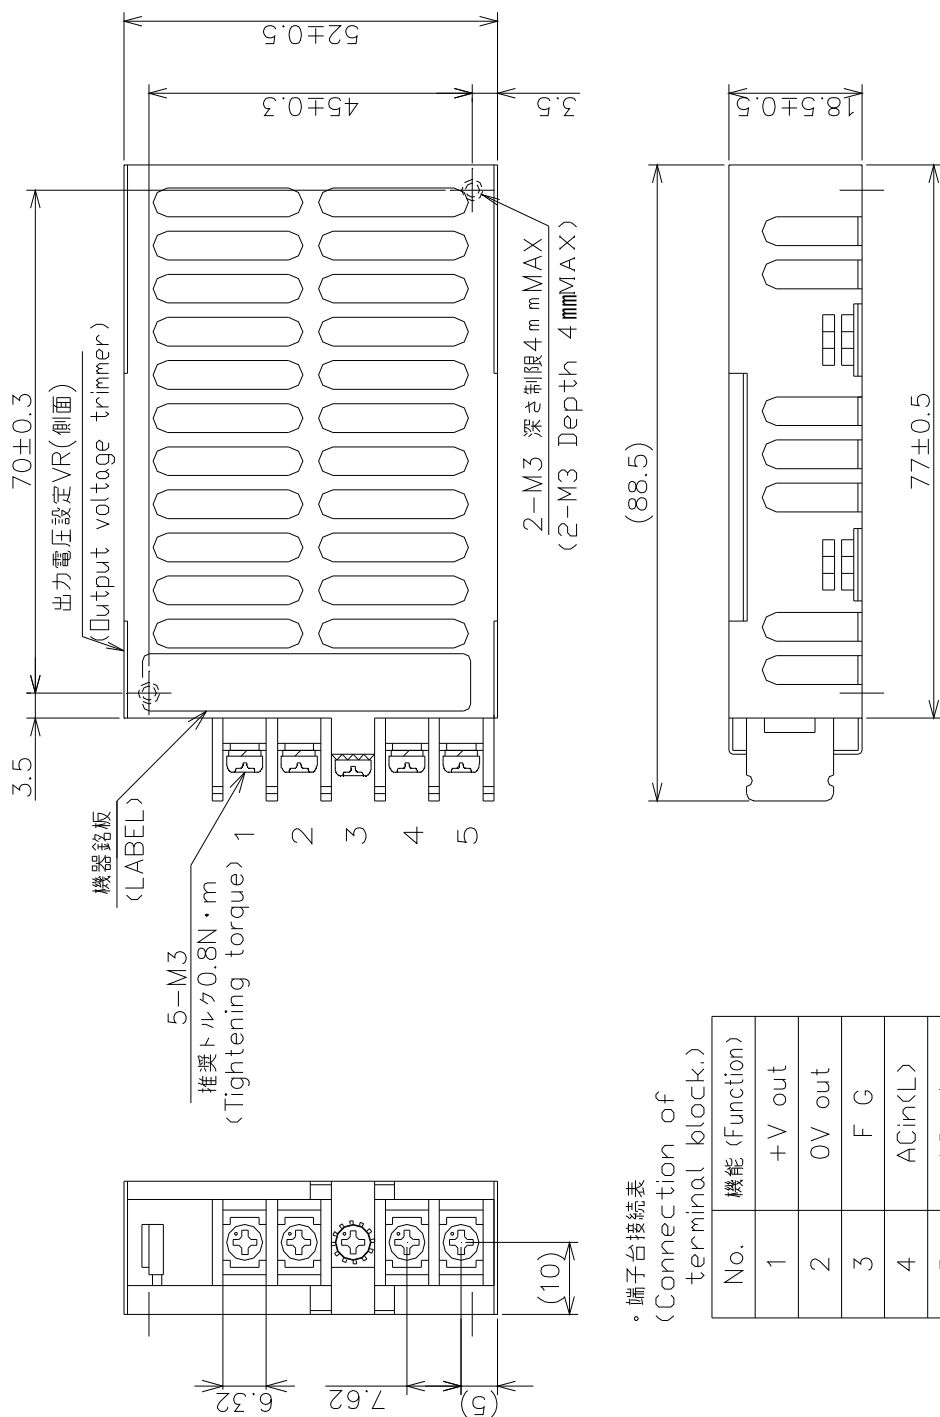 52±0.5
45±0.3
3.5
70±0.3
3.5
出力電圧設定VR(側面)
(Output voltage trimmer)
2-M3 深さ制限4mmMAX
(2-M3 Depth 4mmMAX)
機器銘板
(LABEL)
1
2
3
4
5
5-M3
推奨トルク0.8N・m
(Tightening torque)
18.5±0.5
(88.5)
77±0.5
6.32
7.62
(5)
(10)
・端子台接続表
(Connection of
terminal block.)
No. 機能(Function)
1 +V out
2 0V out
3 F G
4 ACin(L)